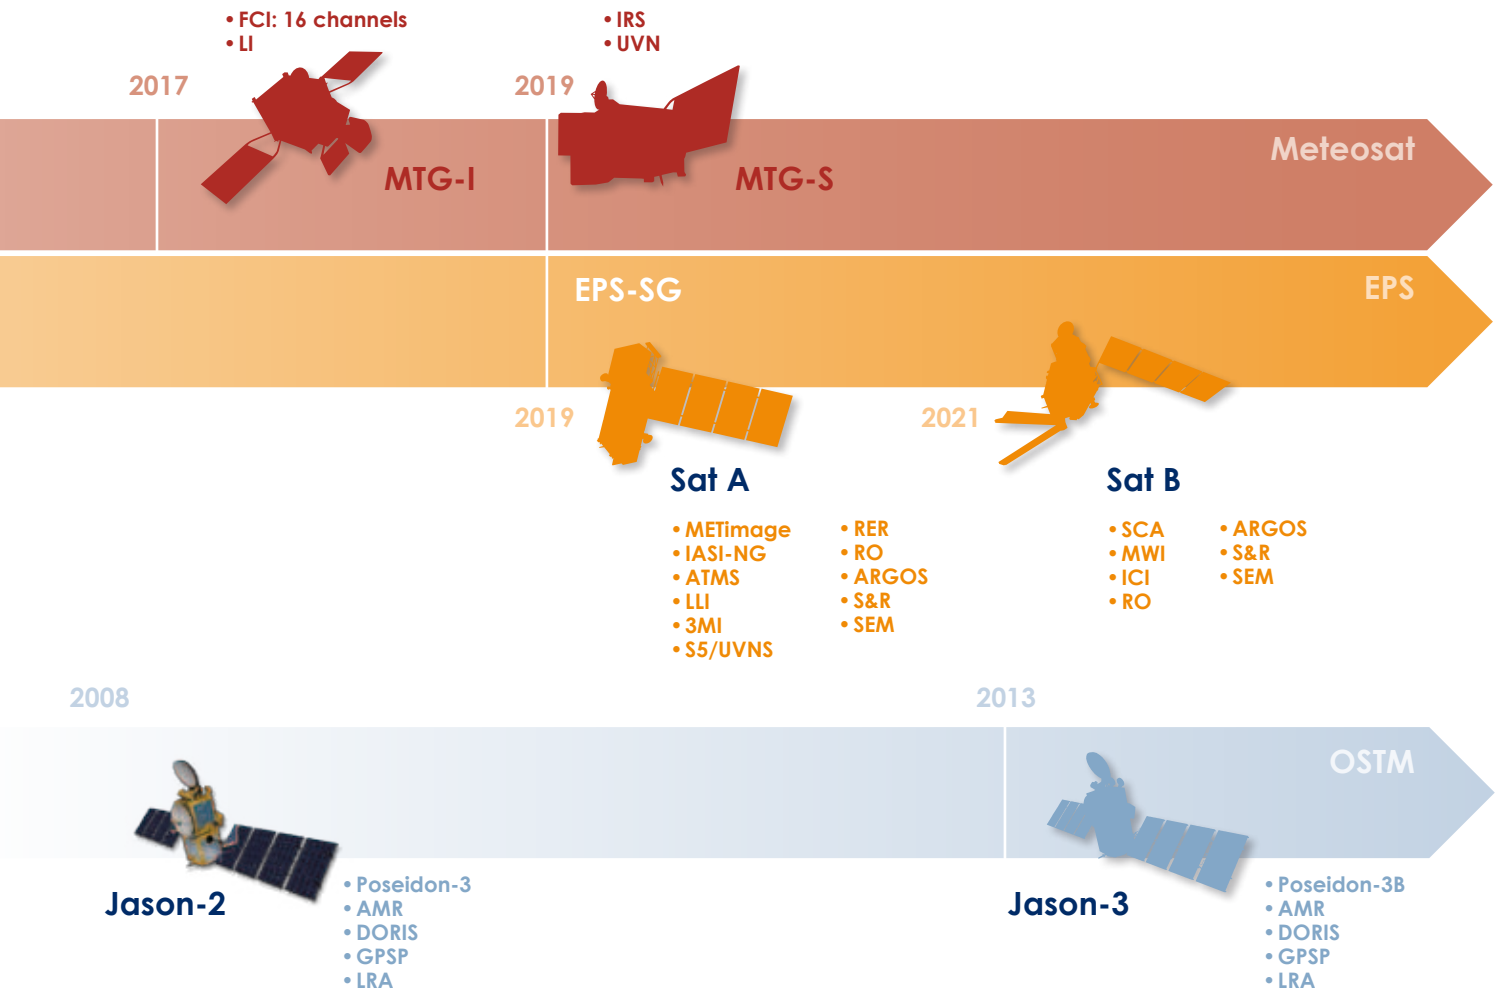 • FCI: 16 channels
• LI
• IRS
• UVN
2017
2019
Meteosat
MTG-I
MTG-S
EPS-SG
EPS
2019
2021
Sat A
Sat B
• METimage
• IASI-NG
• ATMS
• LLI
• 3MI
• S5/UVNS
• RER
• RO
• ARGOS
• S&R
• SEM
• SCA
• MWI
• ICI
• RO
• ARGOS
• S&R
• SEM
2008
2013
OSTM
Jason-2
• Poseidon-3
• AMR
• DORIS
• GPSP
• LRA
Jason-3
• Poseidon-3B
• AMR
• DORIS
• GPSP
• LRA